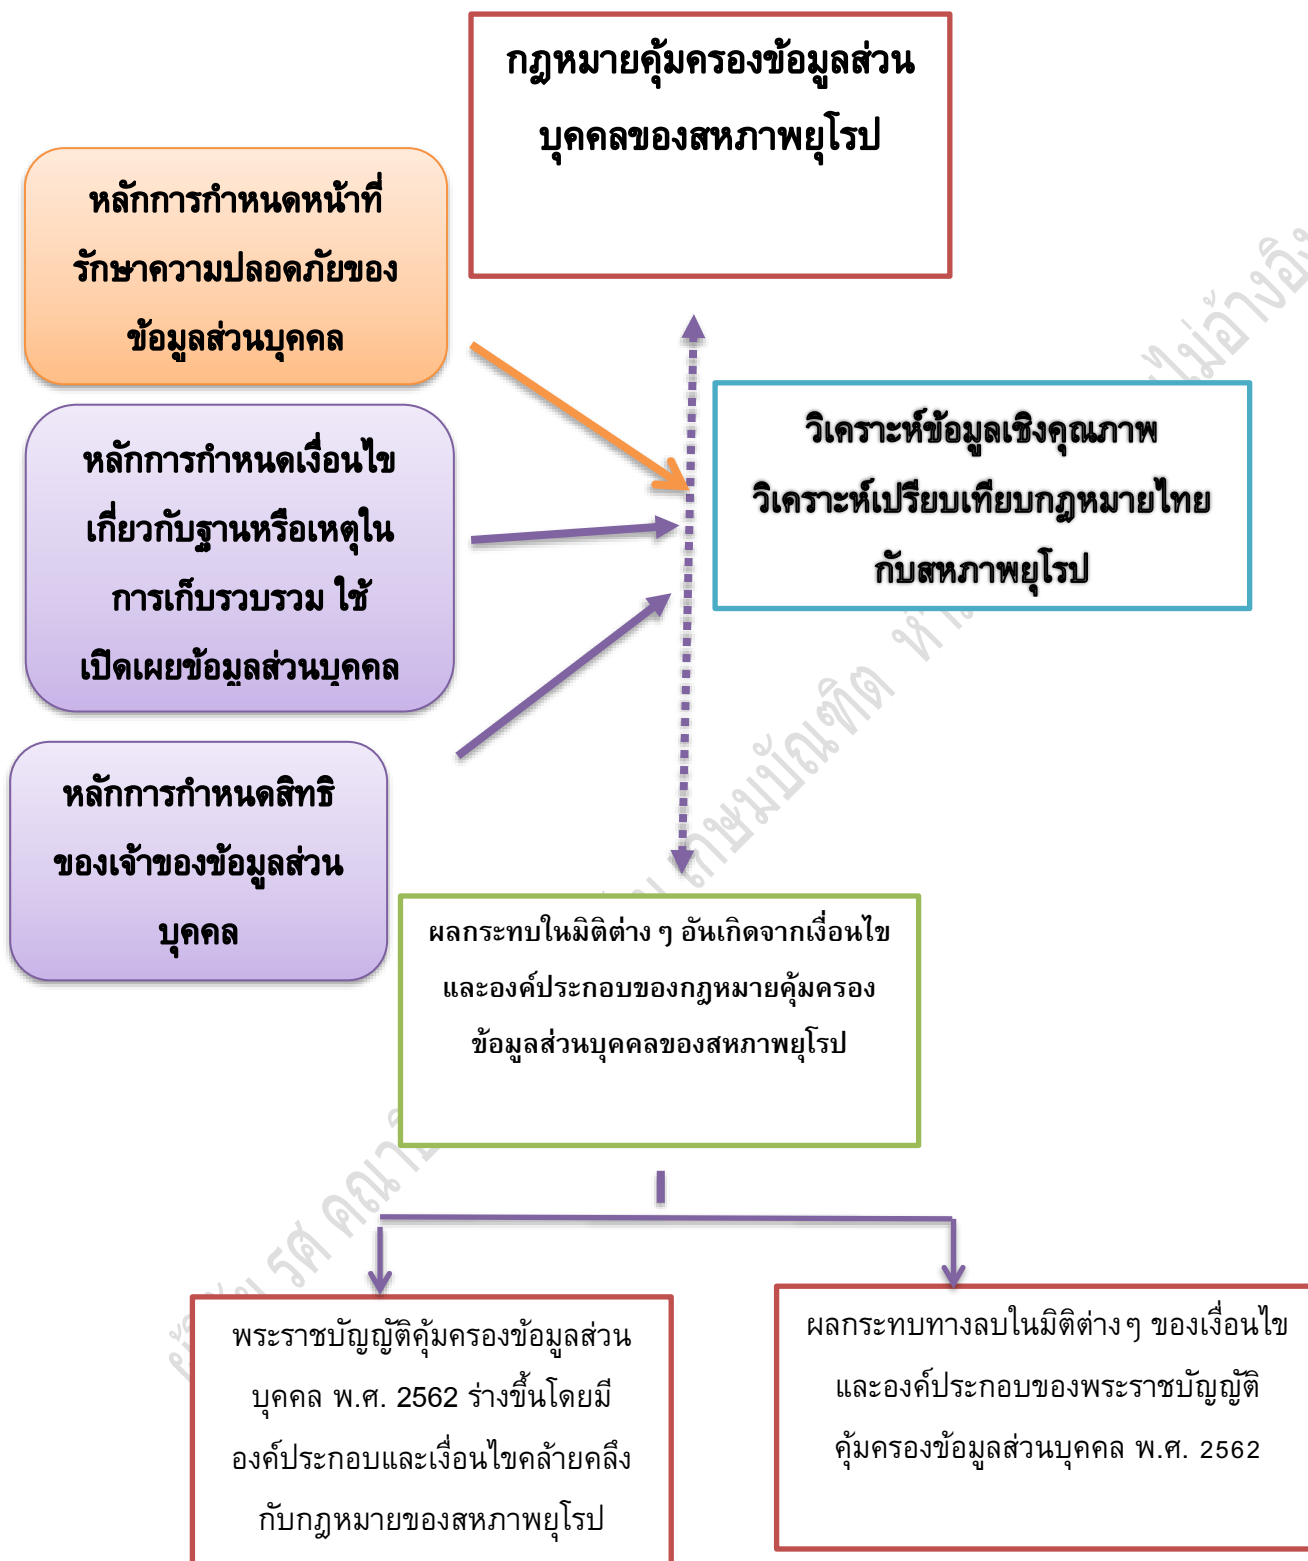 กฎหมายคุ้มครองข้อมูลส่วน
บุคคลของสหภาพยุโรป
หลักการกำหนดหน้าที่
รักษาความปลอดภัยของ
ข้อมูลส่วนบุคคล
หลักการกำหนดเงื่อนไข
เกี่ยวกับฐานหรือเหตุใน
การเก็บรวบรวม ใช้
เปิดเผยข้อมูลส่วนบุคคล
หลักการกำหนดสิทธิ
ของเจ้าของข้อมูลส่วน
บุคคล
วิเคราะห์ข้อมูลเชิงคุณภาพ
วิเคราะห์เปรียบเทียบกฎหมายไทย
กับสหภาพยุโรป
ผลกระทบในมิติต่าง ๆ อันเกิดจากเงื่อนไข
และองค์ประกอบของกฎหมายคุ้มครอง
ข้อมูลส่วนบุคคลของสหภาพยุโรป
พระราชบัญญัติคุ้มครองข้อมูลส่วน
บุคคล พ.ศ. 2562 ร่างขึ้นโดยมี
องค์ประกอบและเงื่อนไขคล้ายคลึง
กับกฎหมายของสหภาพยุโรป
ผลกระทบทางลบในมิติต่าง ๆ ของเงื่อนไข
และองค์ประกอบของพระราชบัญญัติ
คุ้มครองข้อมูลส่วนบุคคล พ.ศ. 2562
รศ คณาธิ
เกษมบัณฑิต
ไม่อ้างอิง